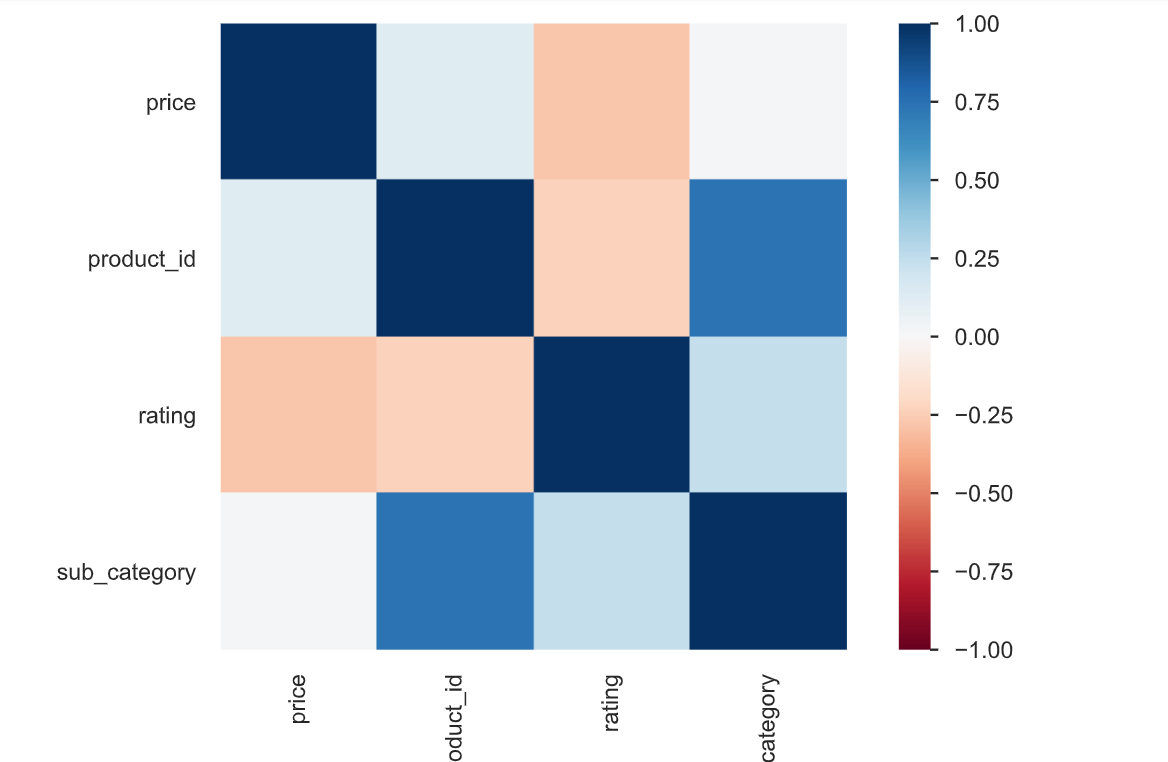 price
product_id
rating
sub_category
price
oduct_id
rating
category
1.00
0.75
0.50
0.25
0.00
−0.25
−0.50
−0.75
−1.00